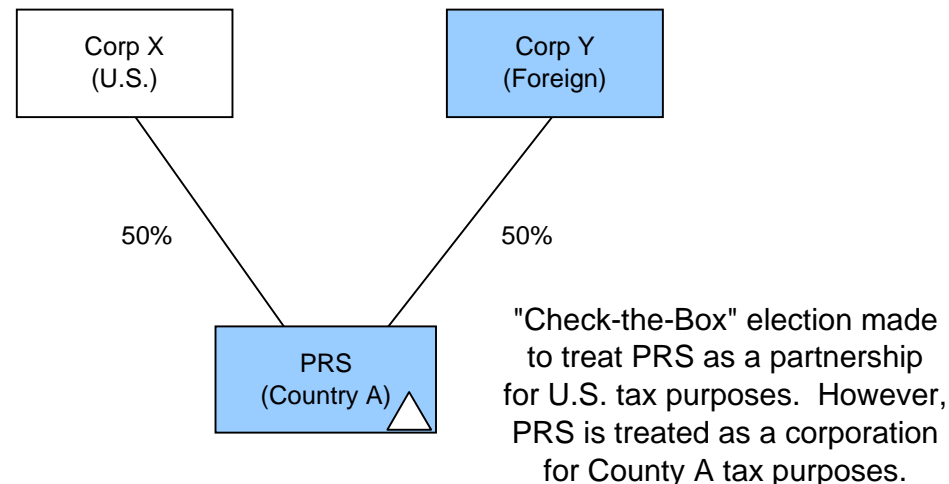 Corp X
(U.S.)
Corp Y
(Foreign)
50%
50%
PRS
(Country A)
"Check-the-Box" election made
to treat PRS as a partnership
for U.S. tax purposes.  However,
PRS is treated as a corporation
for County A tax purposes.